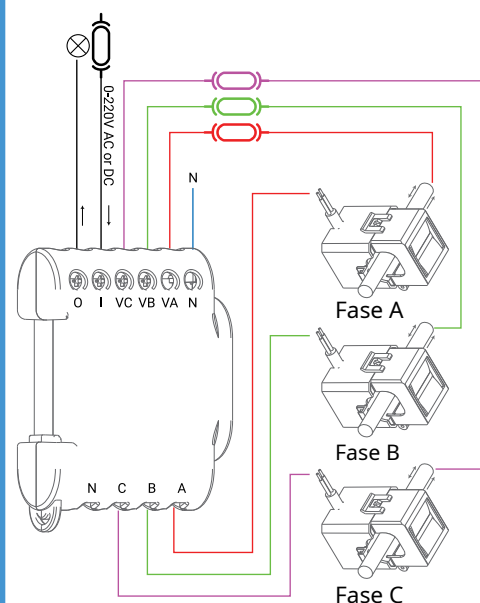 0-220V AC or DC
N
O I VC VB VA N
Fase A
Fase B
N C B A
Fase C